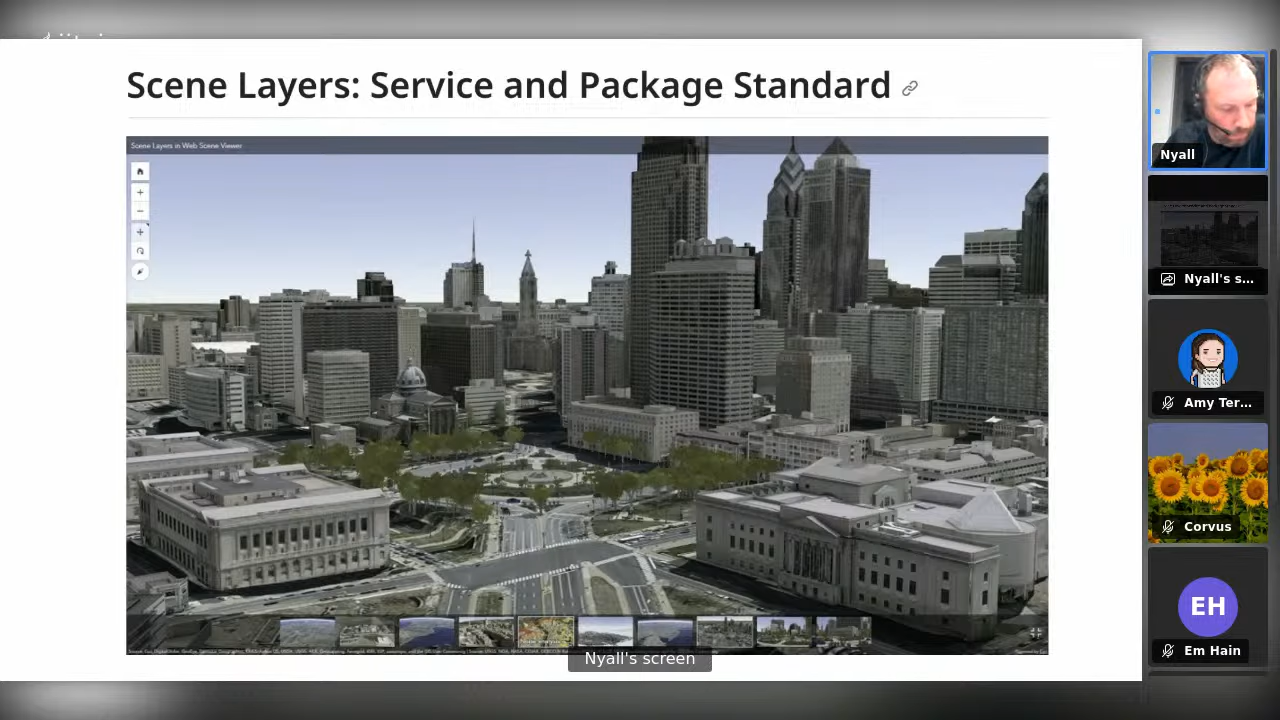 Scene Layers: Service and Package Standard
Scene Layers in Web Scene Viewer
Nyall's screen
Nyall
Nyall's s...
Amy Ter...
Corvus
EH
Em Hain